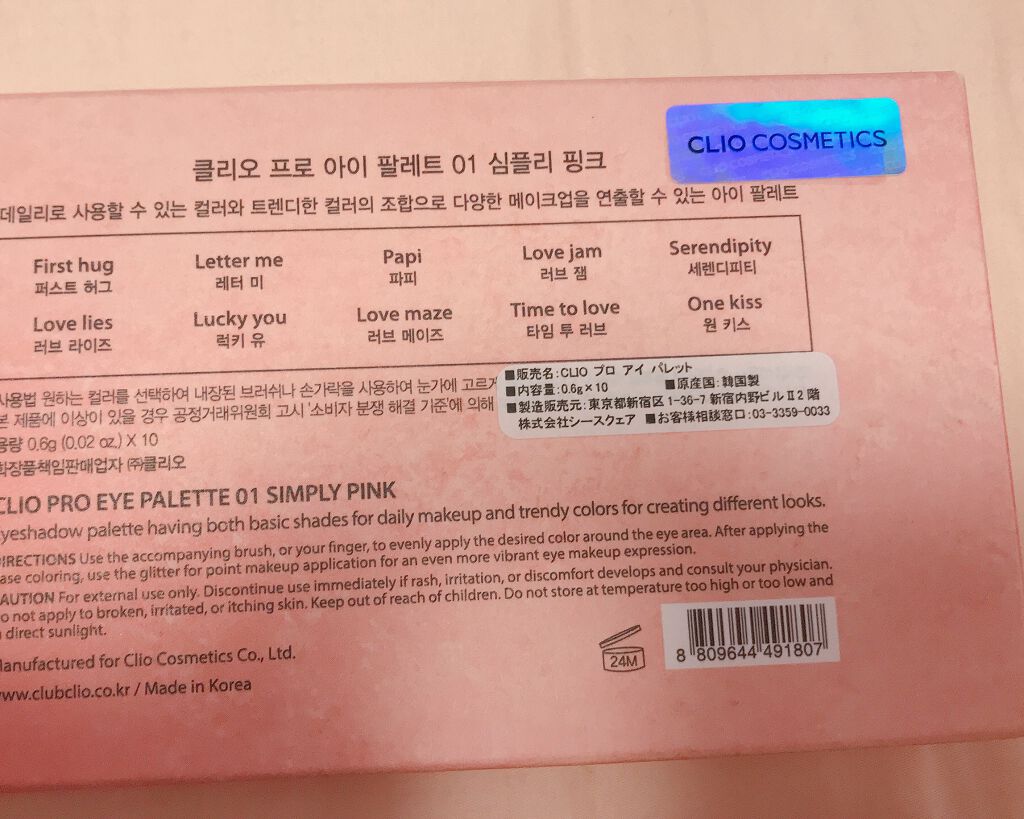 CLIO COSMETICS
클리오 프로 아이 팔레트 01 심플리 핑크
데일리로 사용할 수 있는 컬러와 트렌디한 컬러의 조합으로 다양한 메이크업을 연출할 수 있는 아이 팔레트
First hug Letter me Papi Love jam Serendipity
퍼스트 허그 레터 미 파피 러브 잼 세렌디피티
Love lies Lucky you Love maze Time to love One kiss
러브 라이즈 럭키 유 러브 메이즈 타임 투 러브 원 키스
사용법 원하는 컬러를 선택하여 내장된 브러쉬나 손가락을 사용하여 눈가에 고르게
본 제품에 이상이 있을 경우 공정거래위원회 고시 '소비자 분쟁 해결 기준'에 의해
용량 0.6g (0.02 oz.) X 10
화장품책임판매업자 ㈜클리오
■販売名:CLIO プロ アイ パレット
■内容量:0.6g×10 ■原産国:韓国製
■製造販売元:東京都新宿区1-36-7 新宿内野ビルⅡ2階
株式会社シースクェア ■お客様相談窓口:03-3359-0033
CLIO PRO EYE PALETTE 01 SIMPLY PINK
Eyeshadow palette having both basic shades for daily makeup and trendy colors for creating different looks.
DIRECTIONS Use the accompanying brush, or your finger, to evenly apply the desired color around the eye area. After applying the
base coloring, use the glitter for point makeup application for an even more vibrant eye makeup expression.
CAUTION For external use only. Discontinue use immediately if rash, irritation, or discomfort develops and consult your physician.
Do not apply to broken, irritated, or itching skin. Keep out of reach of children. Do not store at temperature too high or too low and
in direct sunlight.
Manufactured for Clio Cosmetics Co., Ltd.
www.clubclio.co.kr / Made in Korea
24M
8 809644 491807